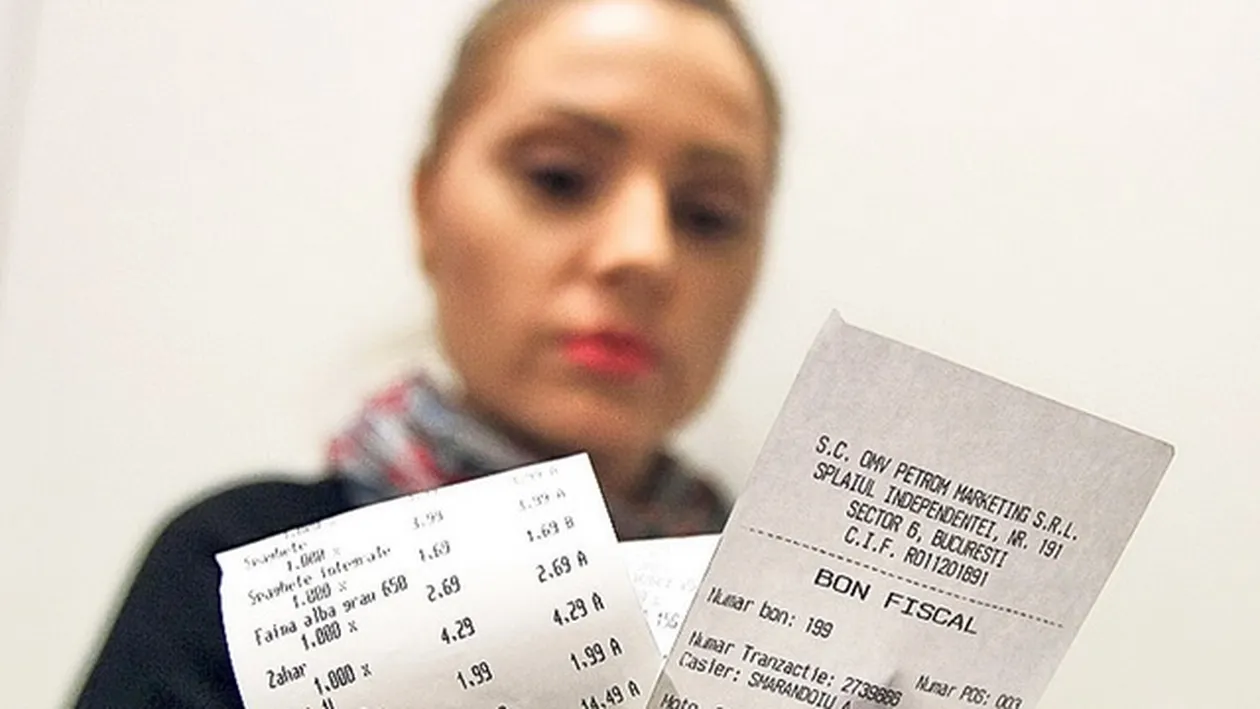 3.99 A
3.99
Spaghete
1.000 x
3.99 A
Spaghete integrale
1.000 x 1.69 1.69 B
Faina alba grau 650
1.000 x 2.69 2.69 A
Zahar
1.000 x 4.29 4.29 A
1.99 1.99 A
14.49 A
S.C. OMV PETROM MARKETING S.R.L.
SPLAIUL INDEPENDENTEI, NR. 191
SECTOR 6, BUCURESTI
C.I.F. RO11201891
BON FISCAL
Numar bon: 199
Numar Tranzactie: 2739886 Numar POS: 003
Casier: SMARANDOIU A